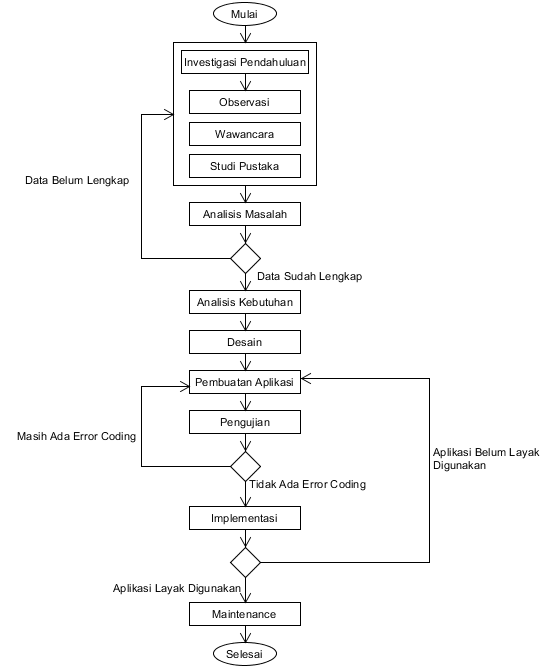 Mulai
Investigasi Pendahuluan
Observasi
Wawancara
Studi Pustaka
Data Belum Lengkap
Analisis Masalah
Data Sudah Lengkap
Analisis Kebutuhan
Desain
Pembuatan Aplikasi
Pengujian
Masih Ada Error Coding
Aplikasi Belum Layak
Digunakan
Tidak Ada Error Coding
Implementasi
Aplikasi Layak Digunakan
Maintenance
Selesai